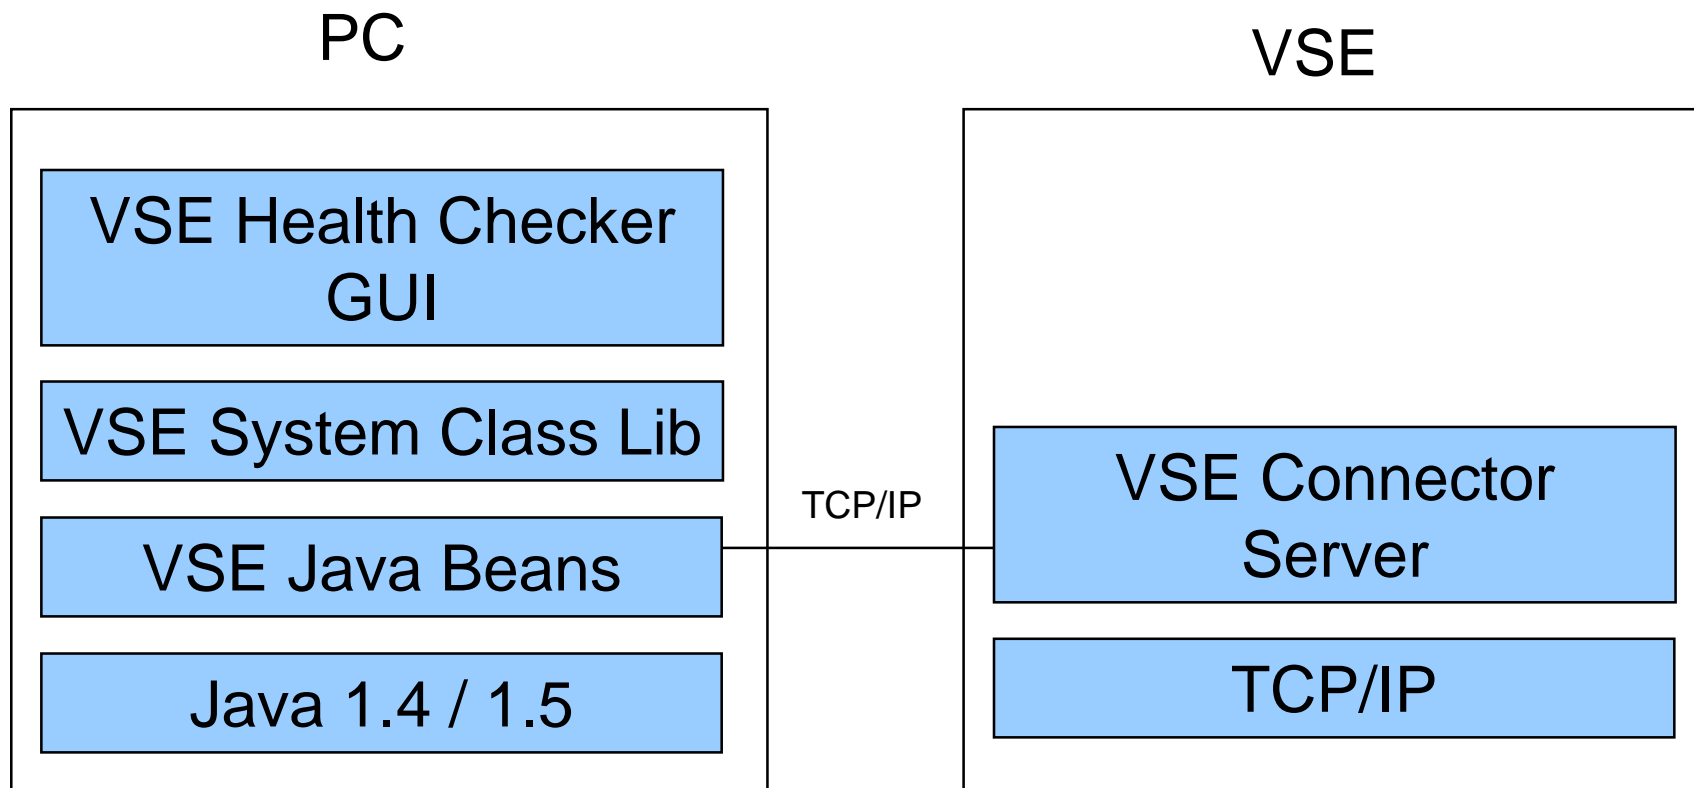 PC
VSE
VSE Health Checker
GUI
VSE System Class Lib
VSE Java Beans
Java 1.4 / 1.5
TCP/IP
VSE Connector
Server
TCP/IP